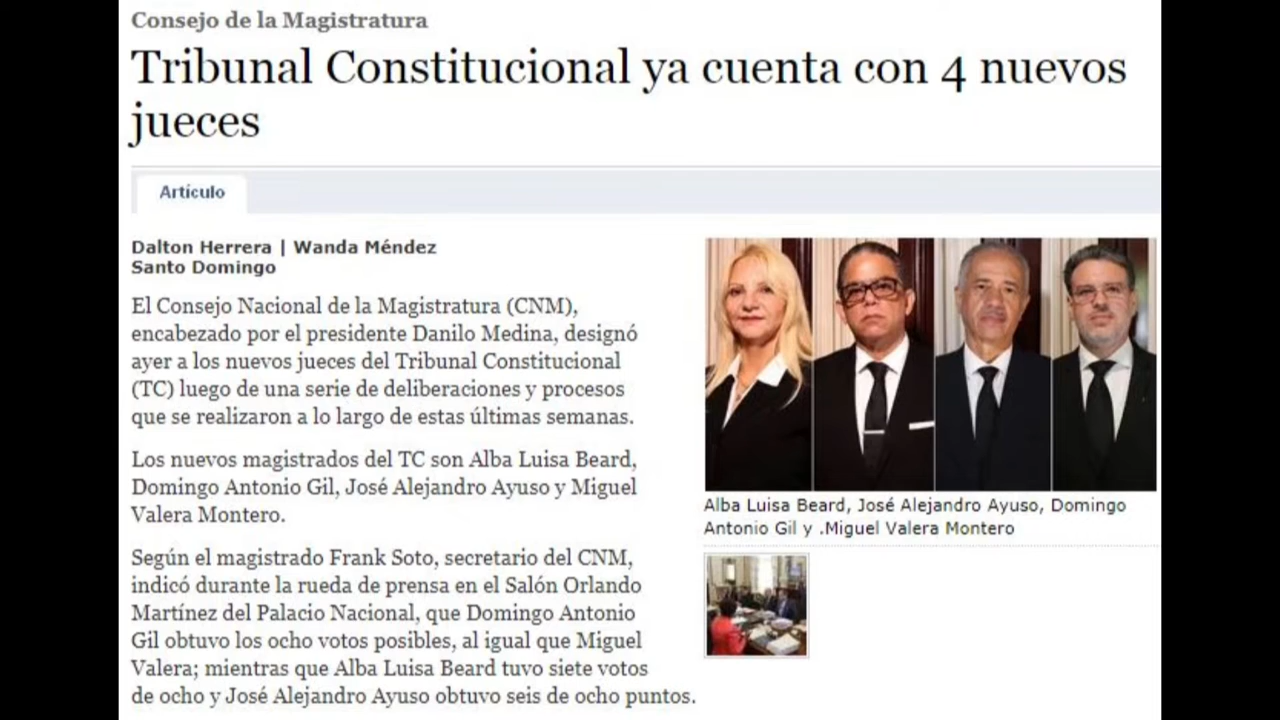 Consejo de la Magistratura
Tribunal Constitucional ya cuenta con 4 nuevos
jueces
Artículo
Dalton Herrera | Wanda Méndez
Santo Domingo
El Consejo Nacional de la Magistratura (CNM),
encabezado por el presidente Danilo Medina, designó
ayer a los nuevos jueces del Tribunal Constitucional
(TC) luego de una serie de deliberaciones y procesos
que se realizaron a lo largo de estas últimas semanas.
Los nuevos magistrados del TC son Alba Luisa Beard,
Domingo Antonio Gil, José Alejandro Ayuso y Miguel
Valera Montero.
Según el magistrado Frank Soto, secretario del CNM,
indicó durante la rueda de prensa en el Salón Orlando
Martínez del Palacio Nacional, que Domingo Antonio
Gil obtuvo los ocho votos posibles, al igual que Miguel
Valera; mientras que Alba Luisa Beard tuvo siete votos
de ocho y José Alejandro Ayuso obtuvo seis de ocho puntos.
Alba Luisa Beard, José Alejandro Ayuso, Domingo
Antonio Gil y .Miguel Valera Montero